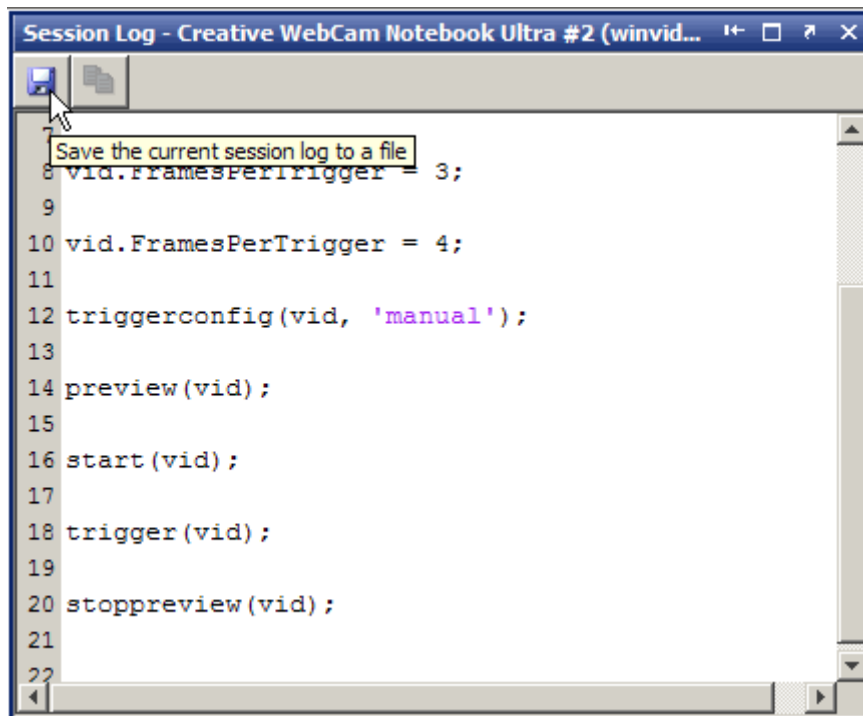 Session Log - Creative WebCam Notebook Ultra #2 (winvid...
7
Save the current session log to a file
8 vid.FramesPerTrigger = 3;
9
10 vid.FramesPerTrigger = 4;
11
12 triggerconfig(vid, 'manual');
13
14 preview(vid);
15
16 start(vid);
17
18 trigger(vid);
19
20 stoppreview(vid);
21
22